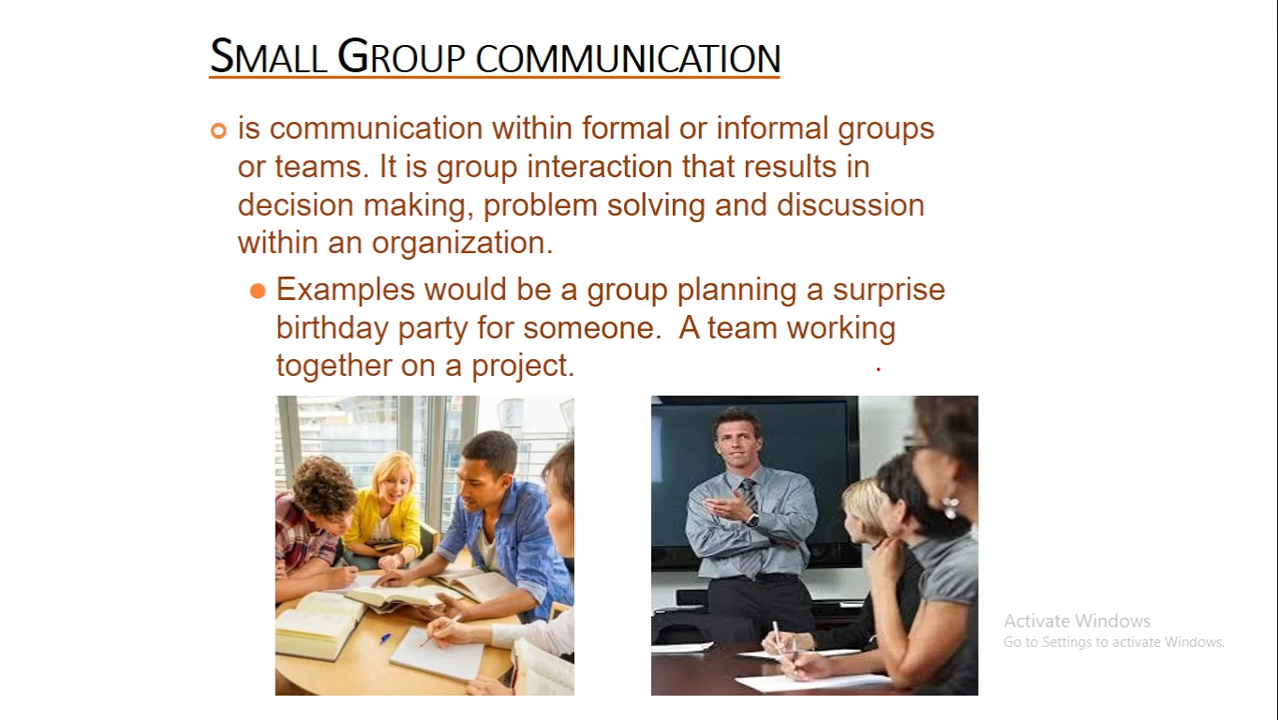 SMALL GROUP COMMUNICATION
is communication within formal or informal groups
or teams. It is group interaction that results in
decision making, problem solving and discussion
within an organization.
Examples would be a group planning a surprise
birthday party for someone.  A team working
together on a project.
Activate Windows
Go to Settings to activate Windows.